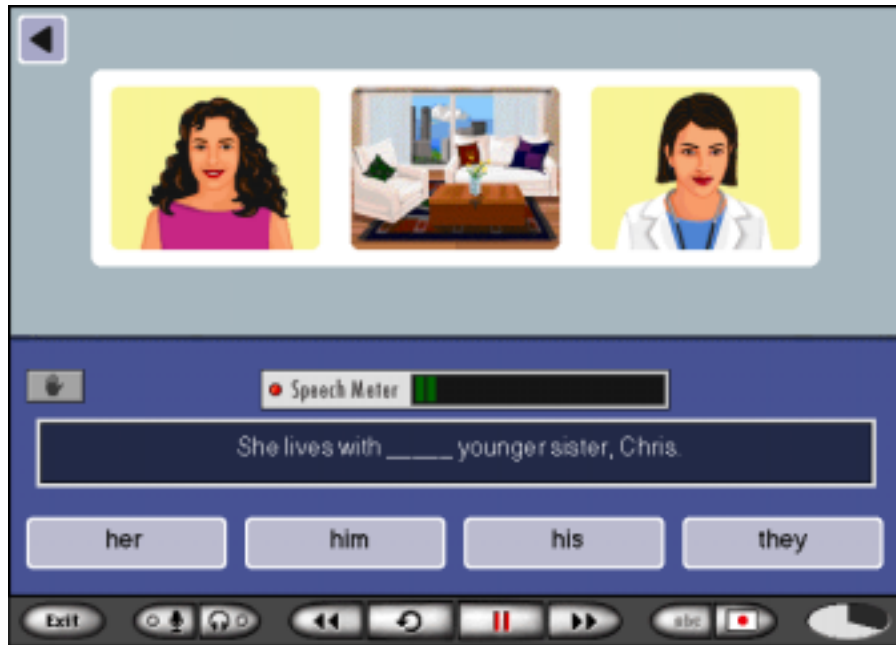 Speech Meter
She lives with _____ younger sister, Chris.
her
him
his
they
Exit
abc